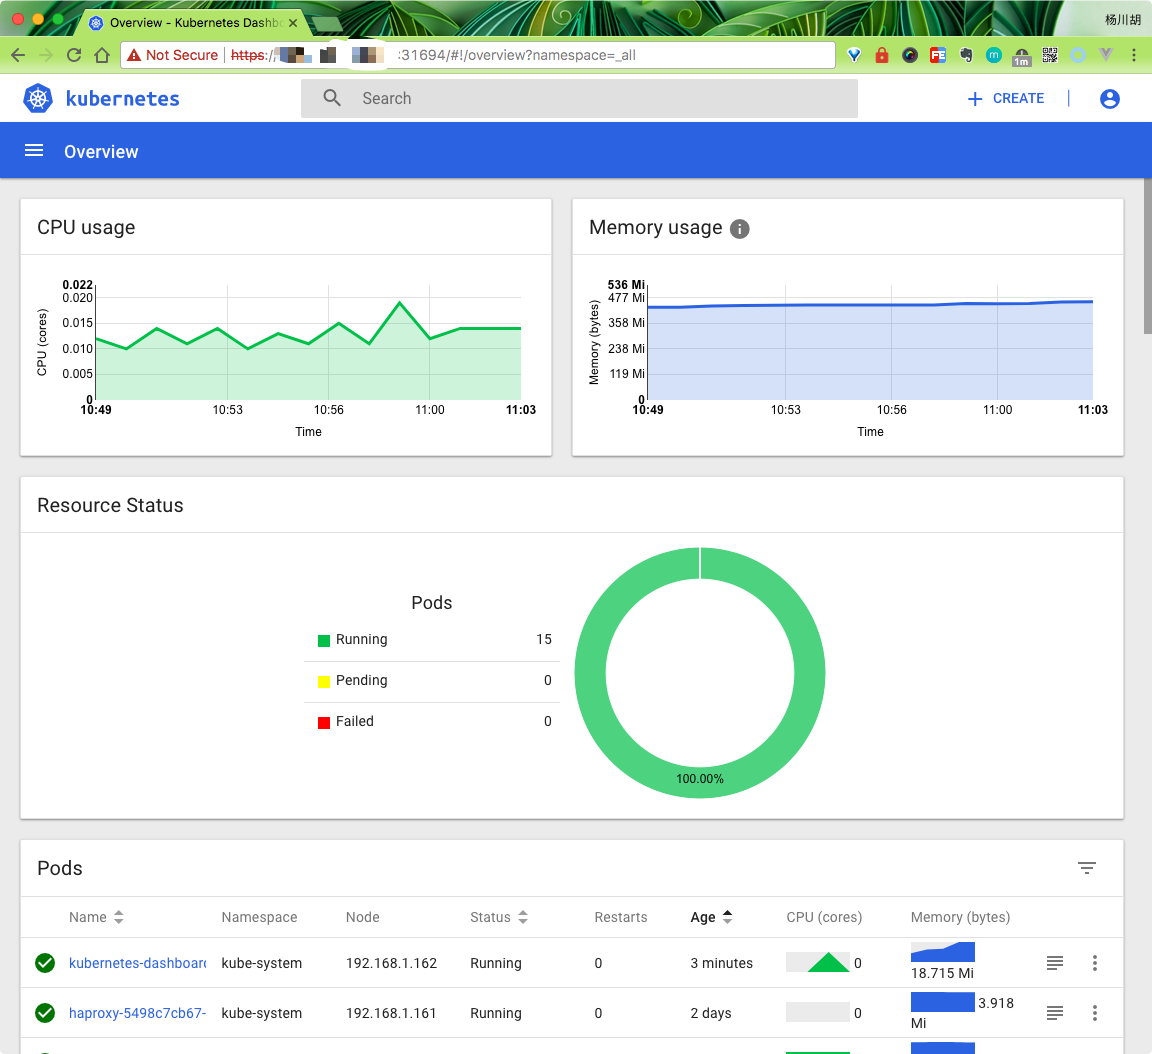 Overview - Kubernetes Dashb
杨川胡
Not Secure | https:// :31694/#!/overview?namespace=_all
1m
kubernetes
Search
+ CREATE
Overview
CPU usage
CPU (cores)
0.022
0.020
0.015
0.010
0.005
0
10:49 10:53 10:56 11:00 11:03
Time
Memory usage
Memory (bytes)
536 Mi
477 Mi
358 Mi
238 Mi
119 Mi
0
10:49 10:53 10:56 11:00 11:03
Time
Resource Status
Pods
Running 15
Pending 0
Failed 0
100.00%
Pods
Name Namespace Node Status Restarts Age CPU (cores) Memory (bytes)
kubernetes-dashboard kube-system 192.168.1.162 Running 0 3 minutes 0 18.715 Mi
haproxy-5498c7cb67- kube-system 192.168.1.161 Running 0 2 days 0 3.918 Mi